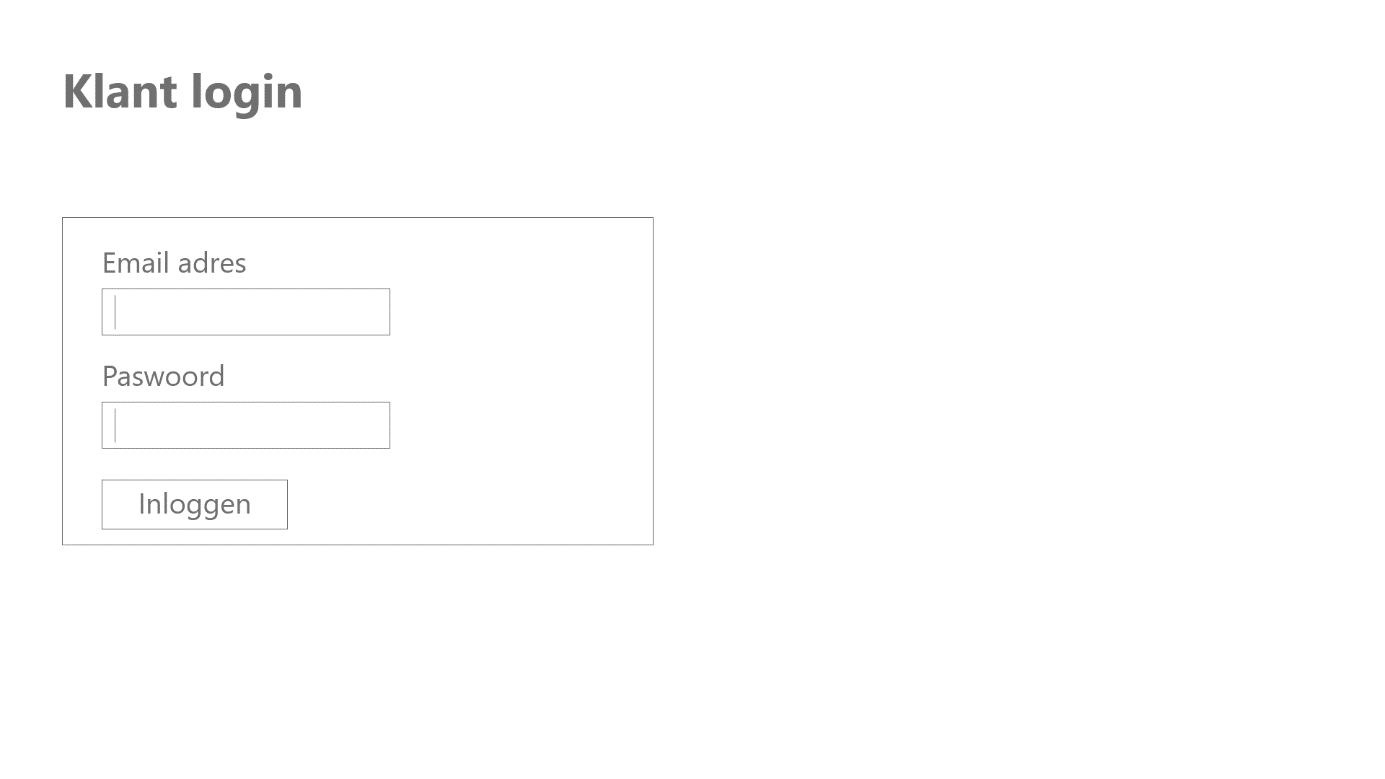 Klant login
Email adres
Paswoord
Inloggen